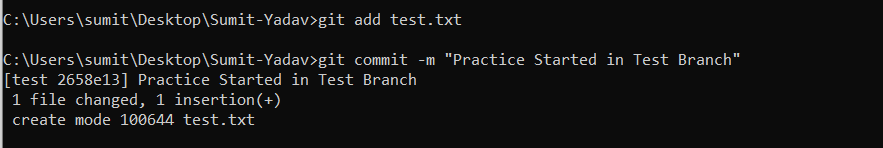 C:\Users\sumit\Desktop\Sumit-Yadav>git add test.txt
C:\Users\sumit\Desktop\Sumit-Yadav>git commit -m "Practice Started in Test Branch"
[test 2658e13] Practice Started in Test Branch
 1 file changed, 1 insertion(+)
 create mode 100644 test.txt